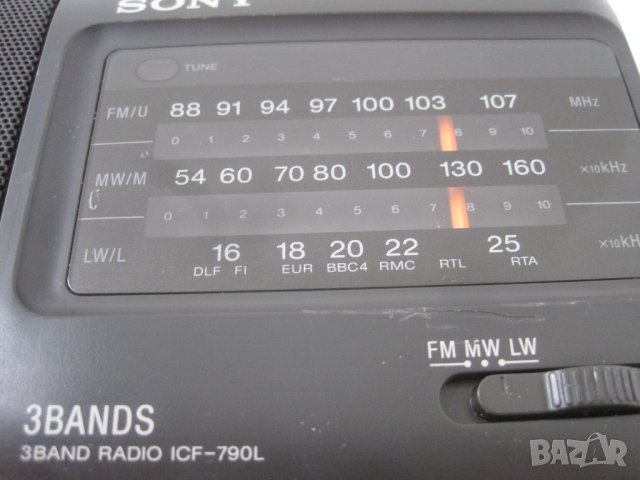 SONY
TUNE
FM/U 88 91 94 97 100 103 107 MHz
0 1 2 3 4 5 6 7 8 9 10
MW/M 54 60 70 80 100 130 160 x10kHz
0 1 2 3 4 5 6 7 8 9 10
LW/L 16 18 20 22 25 x10kH
DLF FI EUR BBC4 RMC RTL RTA
FM MW LW
3BANDS
3BAND RADIO ICF-790L
BAZAR